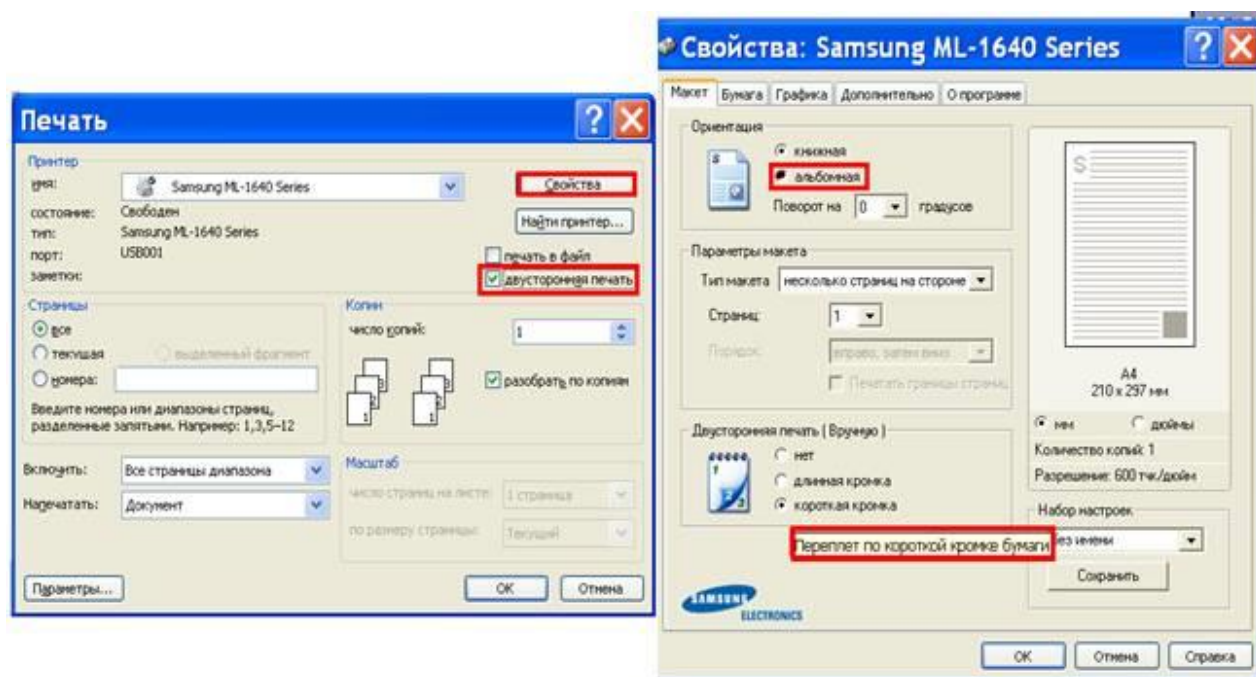 Печать
Принтер
имя: Samsung ML-1640 Series
Свойства
состояние: Свободен
тип: Samsung ML-1640 Series
Найти принтер...
порт: USB001
печать в файл
заметки:
двусторонняя печать
Страницы
все
текущая
выделенный фрагмент
номера:
Введите номера или диапазоны страниц,
разделенные запятыми. Например: 1,3,5–12
Копии
число копий: 1
разобрать по копиям
Включить: Все страницы диапазона
Напечатать: Документ
Масштаб
число страниц на листе: 1 страница
по размеру страницы: Текущий
Параметры...
ОК
Отмена
Свойства: Samsung ML-1640 Series
Макет Бумага Графика Дополнительно О программе
Ориентация
книжная
альбомная
Поворот на 0 градусов
Параметры макета
Тип макета несколько страниц на стороне
Страниц: 1
Порядок: вправо, затем вниз
Печатать границы страниц
Двусторонняя печать ( Вручную )
нет
длинная кромка
короткая кромка
Переплет по короткой кромке бумаги
SAMSUNG
ELECTRONICS
S
A4
210 x 297 мм
мм дюймы
Количество копий: 1
Разрешение: 600 тчк./дюйм
Набор настроек
Без имени
Сохранить
ОК
Отмена
Справка